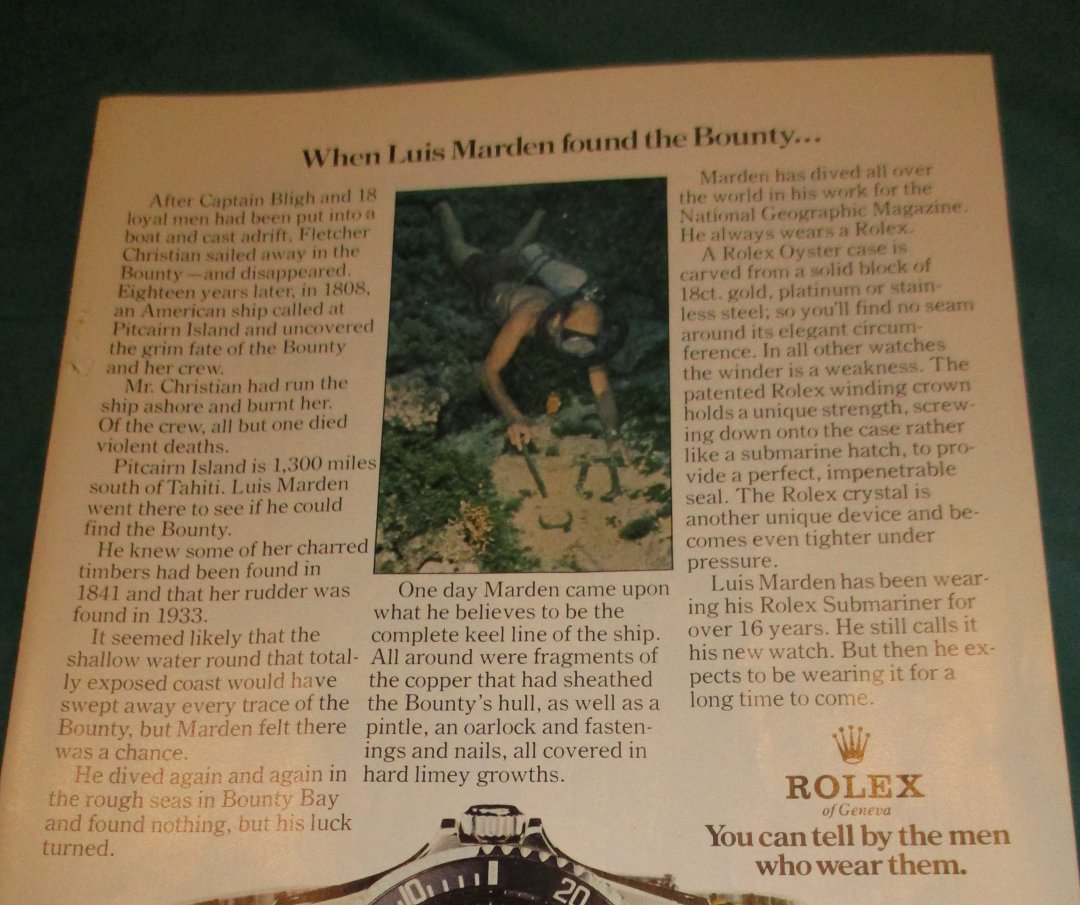 When Luis Marden found the Bounty...
After Captain Bligh and 18
loyal men had been put into a
boat and cast adrift, Fletcher
Christian sailed away in the
Bounty—and disappeared.
Eighteen years later, in 1808,
an American ship called at
Pitcairn Island and uncovered
the grim fate of the Bounty
and her crew.
Mr. Christian had run the
ship ashore and burnt her.
Of the crew, all but one died
violent deaths.
Pitcairn Island is 1,300 miles
south of Tahiti. Luis Marden
went there to see if he could
find the Bounty.
He knew some of her charred
timbers had been found in
1841 and that her rudder was
found in 1933.
It seemed likely that the
shallow water round that total-
ly exposed coast would have
swept away every trace of the
Bounty, but Marden felt there
was a chance.
He dived again and again in
the rough seas in Bounty Bay
and found nothing, but his luck
turned.
One day Marden came upon
what he believes to be the
complete keel line of the ship.
All around were fragments of
the copper that had sheathed
the Bounty's hull, as well as a
pintle, an oarlock and fasten-
ings and nails, all covered in
hard limey growths.
Marden has dived all over
the world in his work for the
National Geographic Magazine.
He always wears a Rolex.
A Rolex Oyster case is
carved from a solid block of
18ct. gold, platinum or stain-
less steel; so you'll find no seam
around its elegant circum-
ference. In all other watches
the winder is a weakness. The
patented Rolex winding crown
holds a unique strength, screw-
ing down onto the case rather
like a submarine hatch, to pro-
vide a perfect, impenetrable
seal. The Rolex crystal is
another unique device and be-
comes even tighter under
pressure.
Luis Marden has been wear-
ing his Rolex Submariner for
over 16 years. He still calls it
his new watch. But then he ex-
pects to be wearing it for a
long time to come.
ROLEX
of Geneva
You can tell by the men
who wear them.
10
20